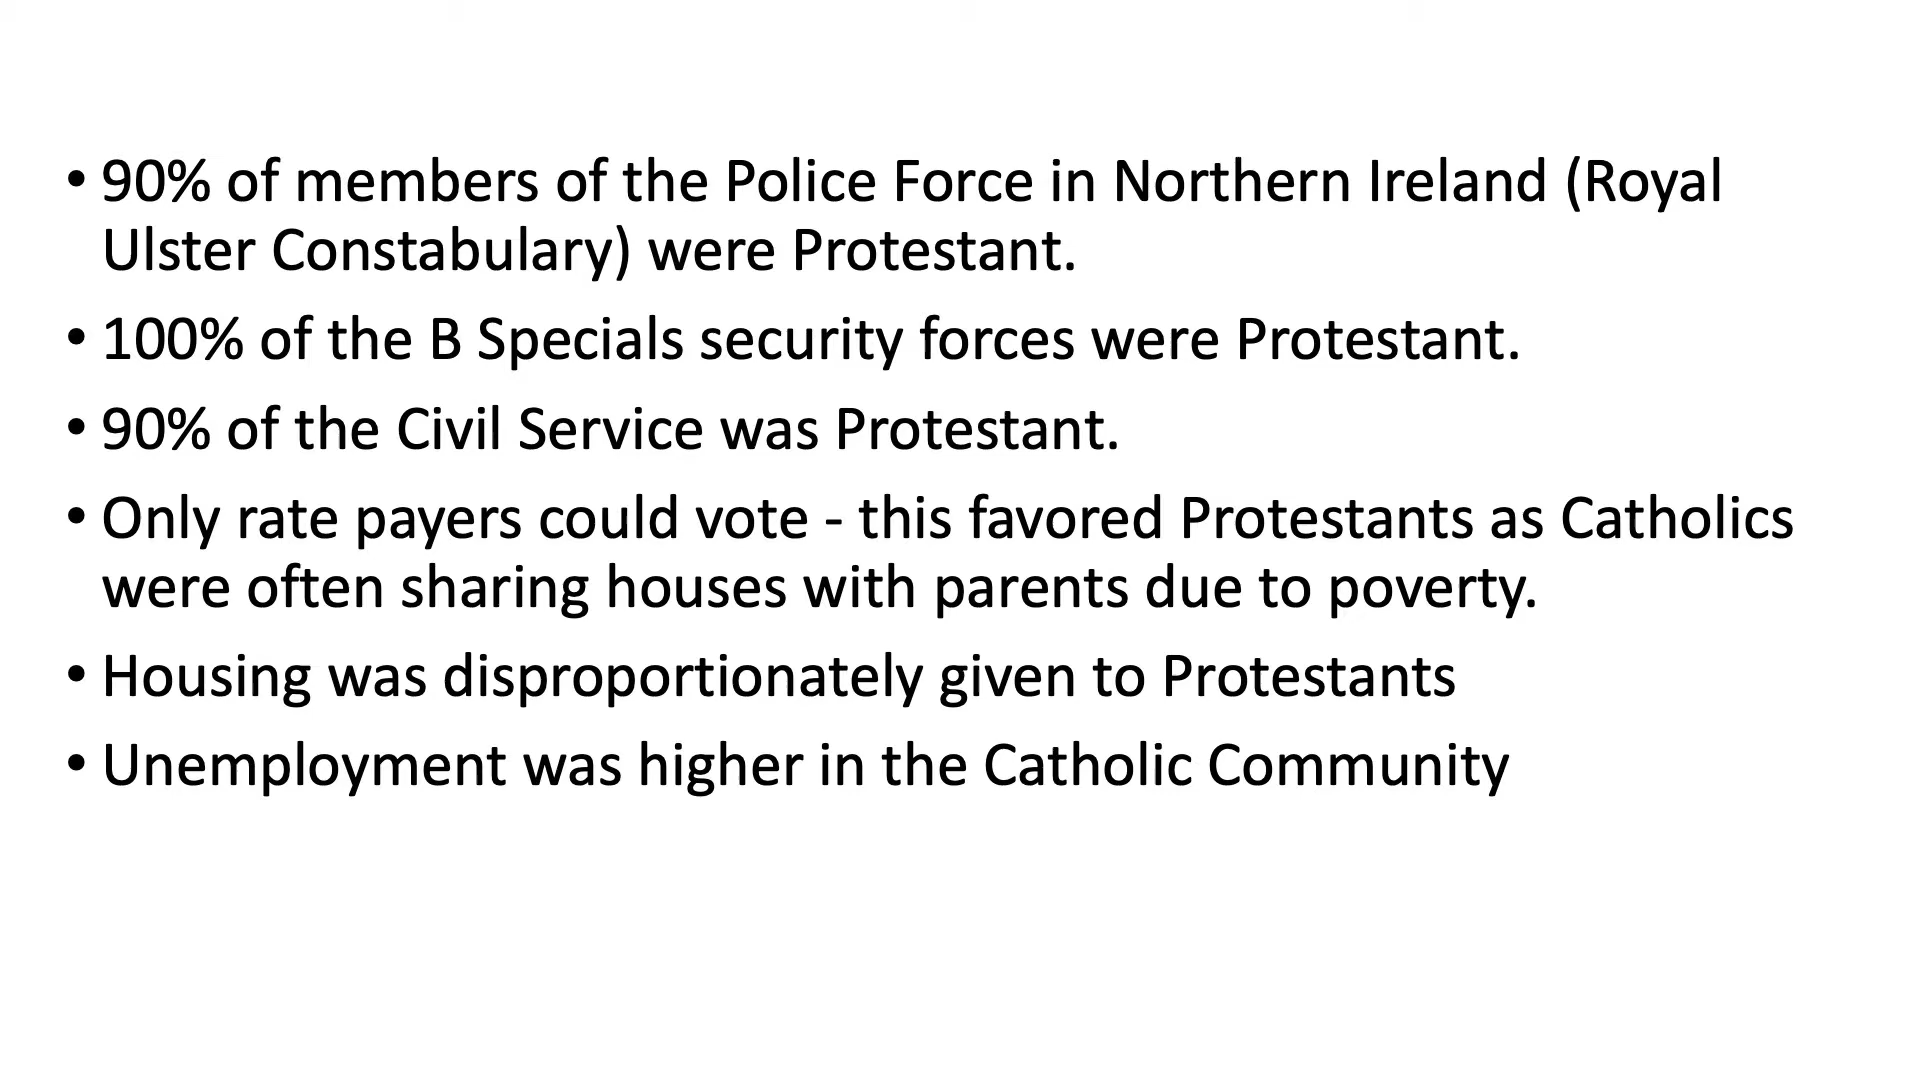 • 90% of members of the Police Force in Northern Ireland (Royal
Ulster Constabulary) were Protestant.
• 100% of the B Specials security forces were Protestant.
• 90% of the Civil Service was Protestant.
• Only rate payers could vote - this favored Protestants as Catholics
were often sharing houses with parents due to poverty.
• Housing was disproportionately given to Protestants
• Unemployment was higher in the Catholic Community